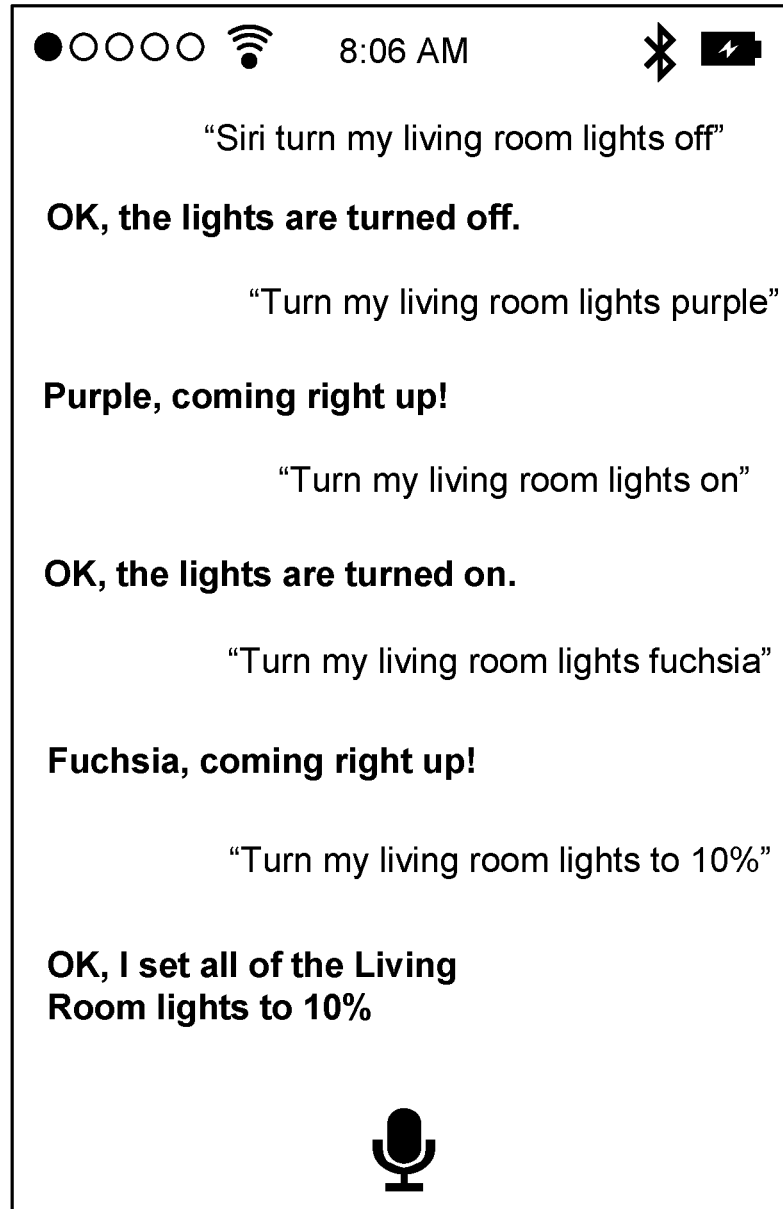 8:06 AM
“Siri turn my living room lights off”
OK, the lights are turned off.
“Turn my living room lights purple”
Purple, coming right up!
“Turn my living room lights on”
OK, the lights are turned on.
“Turn my living room lights fuchsia”
Fuchsia, coming right up!
“Turn my living room lights to 10%”
OK, I set all of the Living
Room lights to 10%